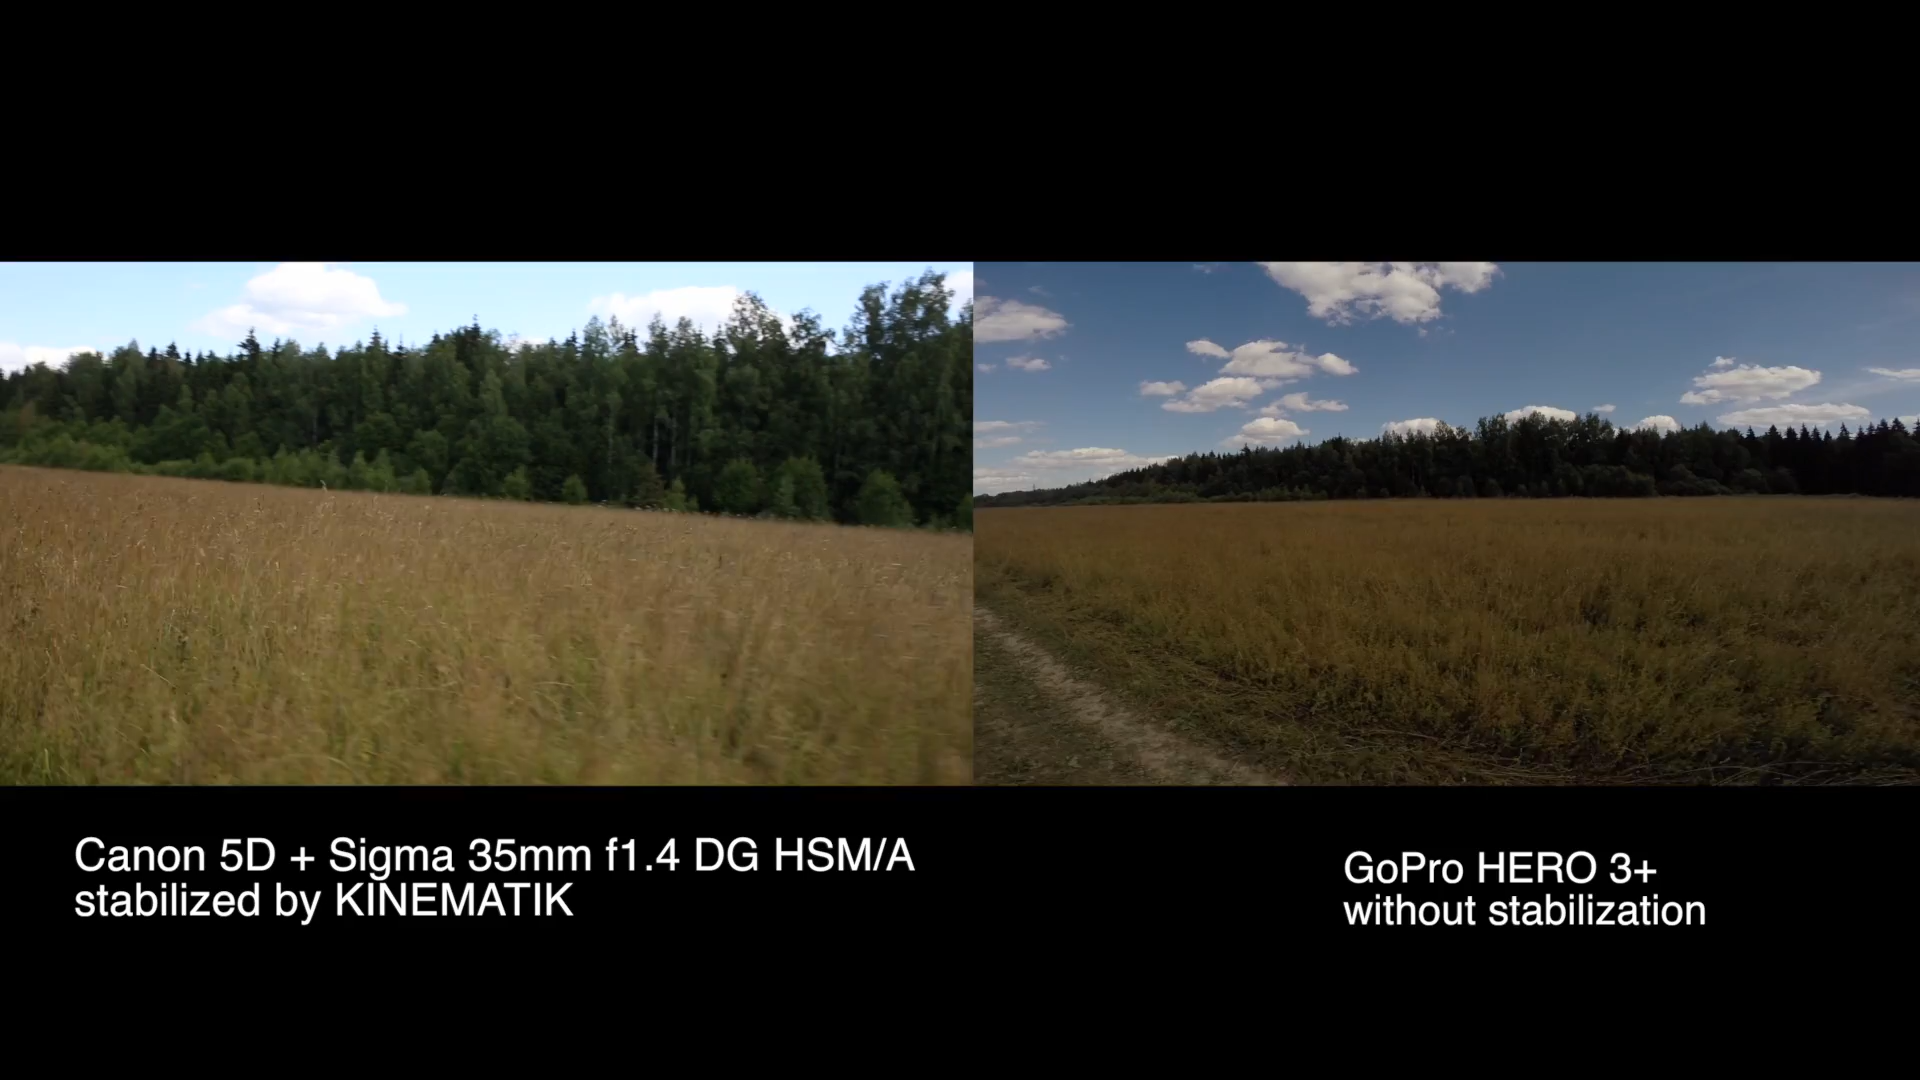 Canon 5D + Sigma 35mm f1.4 DG HSM/A
stabilized by KINEMATIK
GoPro HERO 3+
without stabilization